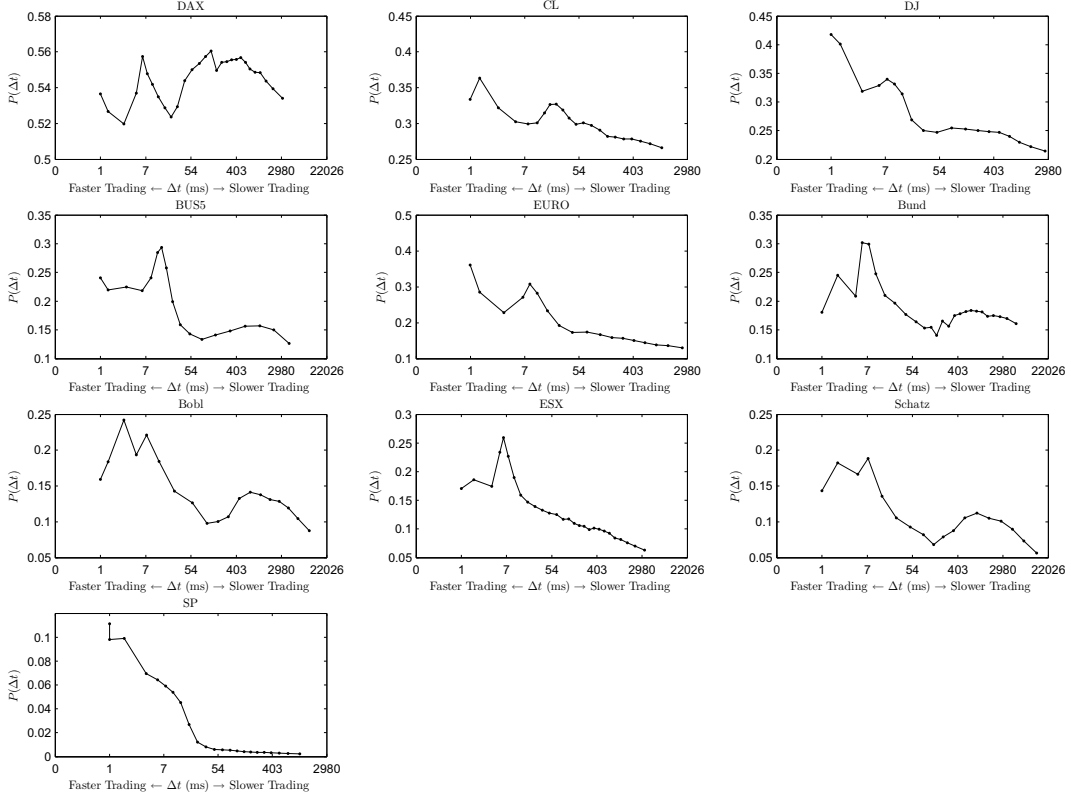 DAX
0.58
0.56
0.54
0.52
0.5
P(Δt)
0 1 7 54 403 2980 22026
Faster Trading ← Δt (ms) → Slower Trading
CL
0.45
0.4
0.35
0.3
0.25
P(Δt)
0 1 7 54 403 2980
Faster Trading ← Δt (ms) → Slower Trading
DJ
0.45
0.4
0.35
0.3
0.25
0.2
P(Δt)
0 1 7 54 403 2980
Faster Trading ← Δt (ms) → Slower Trading
BUS5
0.35
0.3
0.25
0.2
0.15
0.1
P(Δt)
0 1 7 54 403 2980 22026
Faster Trading ← Δt (ms) → Slower Trading
EURO
0.5
0.4
0.3
0.2
0.1
P(Δt)
0 1 7 54 403 2980
Faster Trading ← Δt (ms) → Slower Trading
Bund
0.35
0.3
0.25
0.2
0.15
0.1
P(Δt)
0 1 7 54 403 2980 22026
Faster Trading ← Δt (ms) → Slower Trading
Bobl
0.25
0.2
0.15
0.1
0.05
P(Δt)
0 1 7 54 403 2980 22026
Faster Trading ← Δt (ms) → Slower Trading
ESX
0.3
0.25
0.2
0.15
0.1
0.05
P(Δt)
0 1 7 54 403 2980 22026
Faster Trading ← Δt (ms) → Slower Trading
Schatz
0.25
0.2
0.15
0.1
0.05
P(Δt)
0 1 7 54 403 2980 22026
Faster Trading ← Δt (ms) → Slower Trading
SP
0.1
0.08
0.06
0.04
0.02
0
P(Δt)
0 1 7 54 403 2980
Faster Trading ← Δt (ms) → Slower Trading